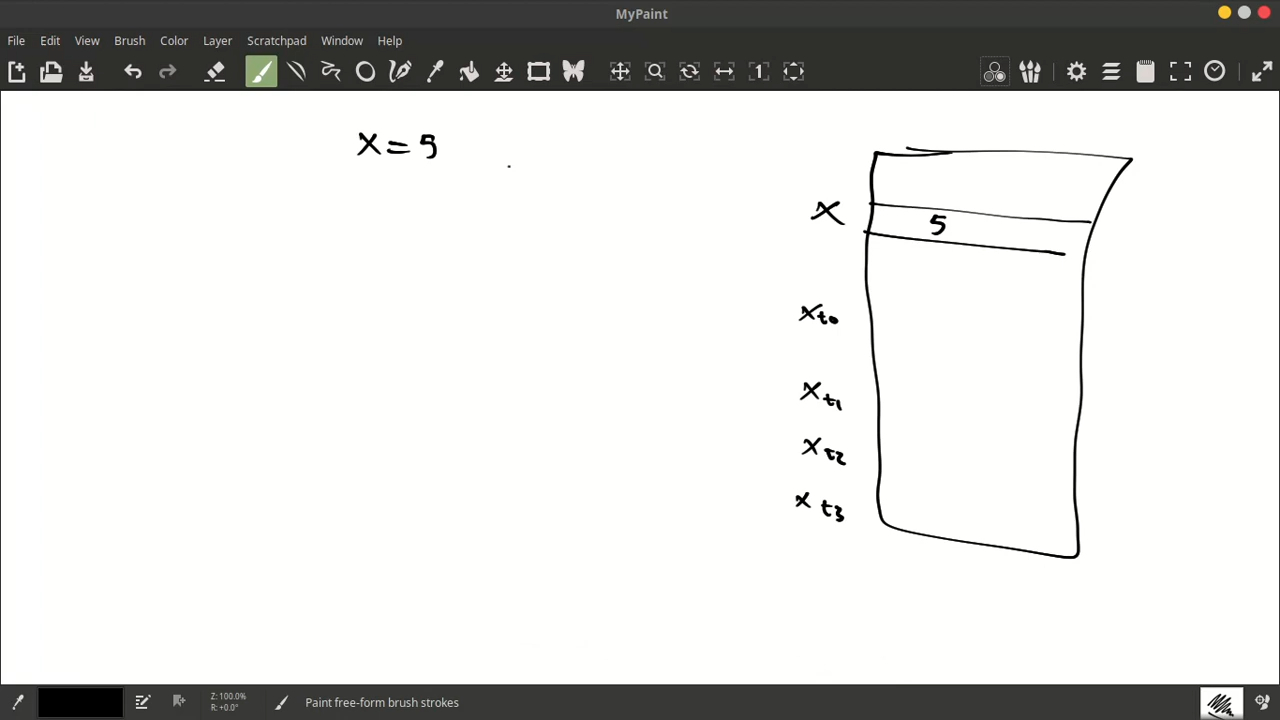 MyPaint
File Edit View Brush Color Layer Scratchpad Window Help
1
x = 5
x
5
xt0
xt1
xt2
xt3
Z: 100.0%
R: +0.0°
Paint free-form brush strokes